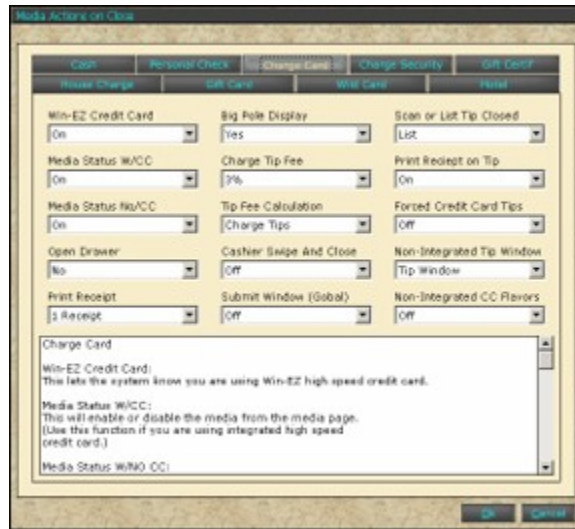 Media Actions on Close
Cash Personal Check Charge Card Charge Security Gift Certif
House Charge Gift Card Wild Card Hotel
Win-EZ Credit Card Big Pole Display Scan or List Tip Closed
On Yes List
Media Status W/CC Charge Tip Fee Print Reciept on Tip
On 3% On
Media Status No/CC Tip Fee Calculation Forced Credit Card Tips
On Charge Tips Off
Open Drawer Cashier Swipe And Close Non-Integrated Tip Window
No Off Tip Window
Print Receipt Submit Window (Gobal) Non-Integrated CC Flavors
1 Receipt Off Off
Charge Card
Win-EZ Credit Card:
This lets the system know you are using Win-EZ high speed credit card.
Media Status W/CC:
This will enable or disable the media from the media page.
(Use this function if you are using integrated high speed
credit card.)
Media Status W/NO CC:
Ok Cancel